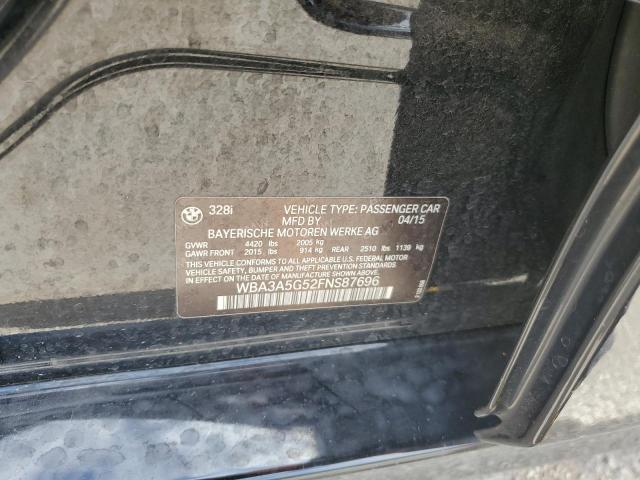 328i VEHICLE TYPE: PASSENGER CAR
MFD BY 04/15
BAYERISCHE MOTOREN WERKE AG
GVWR 4420 lbs 2005 kg
GAWR FRONT 2015 lbs 914 kg REAR 2510 lbs 1139 kg
THIS VEHICLE CONFORMS TO ALL APPLICABLE U.S. FEDERAL MOTOR
VEHICLE SAFETY, BUMPER, AND THEFT PREVENTION STANDARDS IN
EFFECT ON THE DATE OF MANUFACTURE SHOWN ABOVE.
WBA3A5G52FNS87696